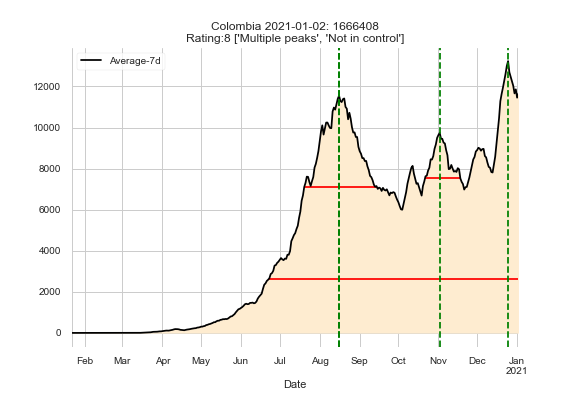 Colombia 2021-01-02: 1666408
Rating:8 ['Multiple peaks', 'Not in control']
Average-7d
12000
10000
8000
6000
4000
2000
0
Feb Mar Apr May Jun Jul Aug Sep Oct Nov Dec Jan
2021
Date